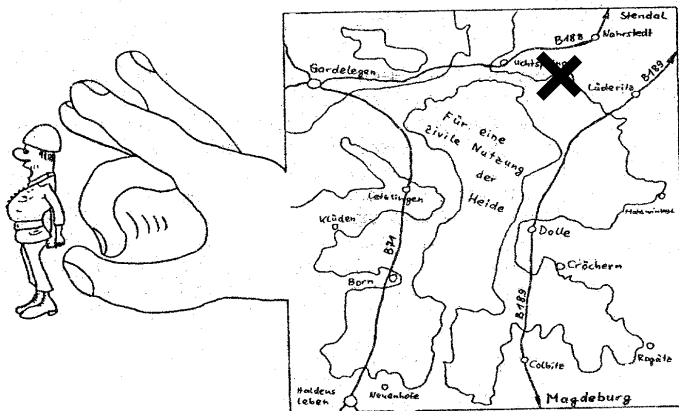 Stendal
B188
Nahrstedt
Gardelegen
Lüderitz
B189
Für eine
zivile Nutzung
der
Heide
Letzlingen
Klüden
B71
Dolle
Cröchern
Born
B189
Colbitz
Rogätz
Haldens
leben
Neuenhofe
Magdeburg